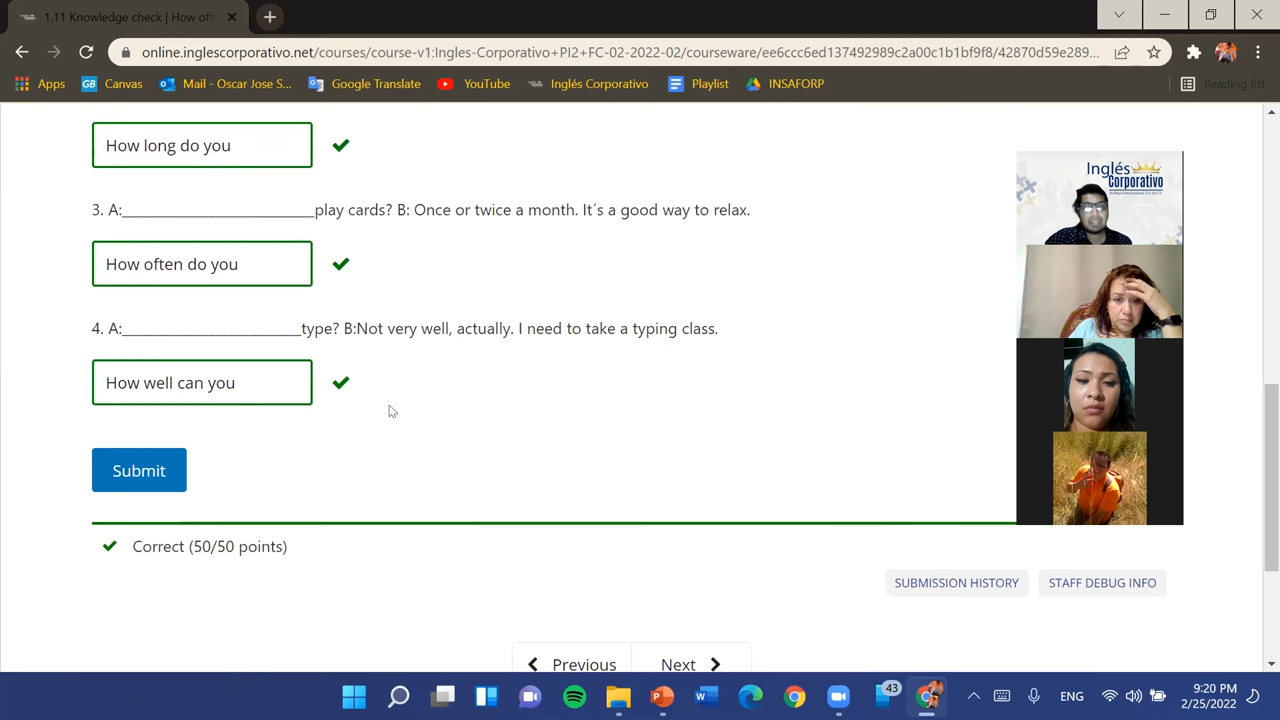 1.11 Knowledge check | How oft
online.inglescorporativo.net/courses/course-v1:Ingles-Corporativo+PI2+FC-02-2022-02/courseware/ee6ccc6ed137492989c2a00c1b1bf9f8/42870d59e289...
Apps Canvas Mail - Oscar Jose S... Google Translate YouTube Inglés Corporativo Playlist INSAFORP Reading list
How long do you
3. A:________________________play cards? B: Once or twice a month. It´s a good way to relax.
How often do you
4. A:______________________type? B:Not very well, actually. I need to take a typing class.
How well can you
Submit
Correct (50/50 points)
SUBMISSION HISTORY STAFF DEBUG INFO
Previous Next
Inglés
Corporativo
43
ENG
9:20 PM
2/25/2022